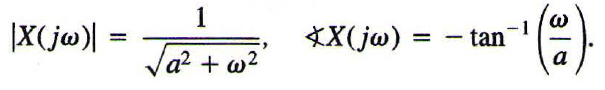 |X(jω)| = 1/√(a² + ω²), ∢X(jω) = − tan⁻¹(ω/a).